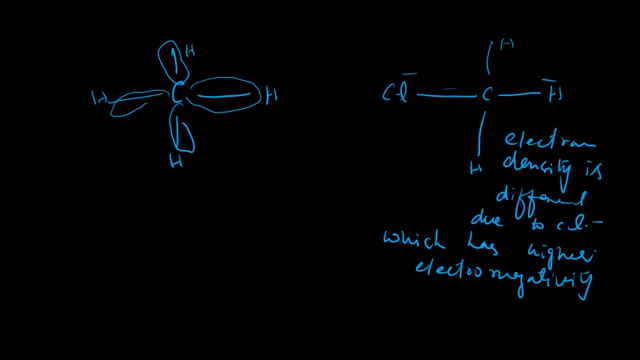 H
H C H
H
H
Cl C H
H
electron
density is
different
due to cl-
which has higher
electronegativity